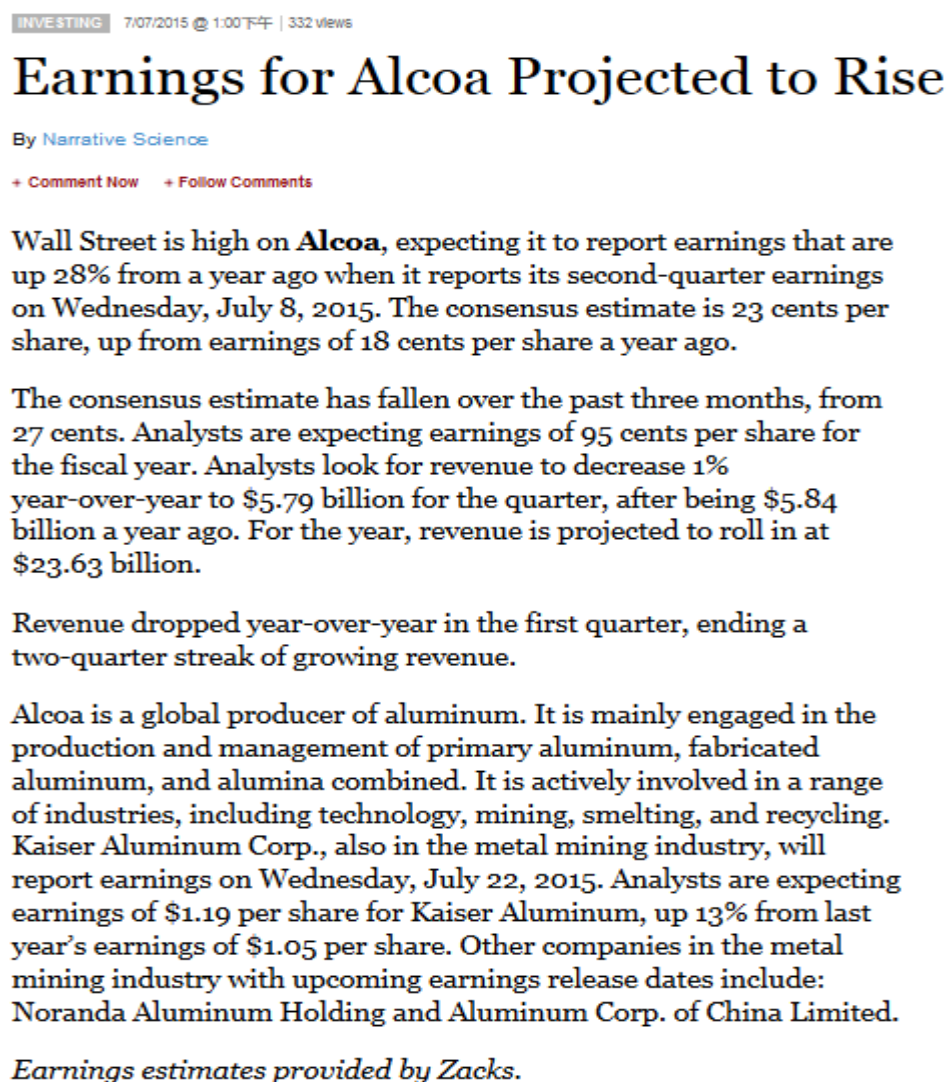 INVESTING 7/07/2015 @ 1:00下午 | 332 views
Earnings for Alcoa Projected to Rise
By Narrative Science
+ Comment Now + Follow Comments
Wall Street is high on Alcoa, expecting it to report earnings that are
up 28% from a year ago when it reports its second-quarter earnings
on Wednesday, July 8, 2015. The consensus estimate is 23 cents per
share, up from earnings of 18 cents per share a year ago.
The consensus estimate has fallen over the past three months, from
27 cents. Analysts are expecting earnings of 95 cents per share for
the fiscal year. Analysts look for revenue to decrease 1%
year-over-year to $5.79 billion for the quarter, after being $5.84
billion a year ago. For the year, revenue is projected to roll in at
$23.63 billion.
Revenue dropped year-over-year in the first quarter, ending a
two-quarter streak of growing revenue.
Alcoa is a global producer of aluminum. It is mainly engaged in the
production and management of primary aluminum, fabricated
aluminum, and alumina combined. It is actively involved in a range
of industries, including technology, mining, smelting, and recycling.
Kaiser Aluminum Corp., also in the metal mining industry, will
report earnings on Wednesday, July 22, 2015. Analysts are expecting
earnings of $1.19 per share for Kaiser Aluminum, up 13% from last
year’s earnings of $1.05 per share. Other companies in the metal
mining industry with upcoming earnings release dates include:
Noranda Aluminum Holding and Aluminum Corp. of China Limited.
Earnings estimates provided by Zacks.